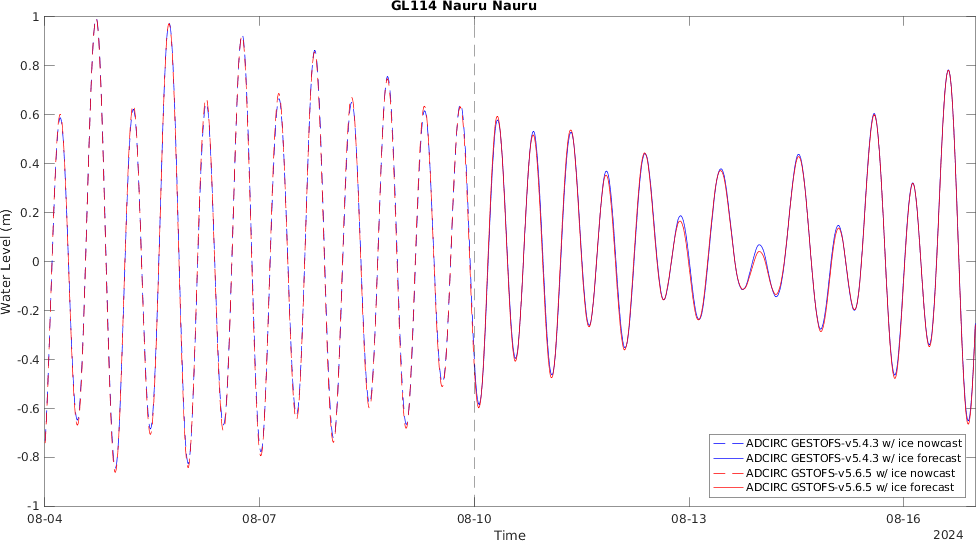 GL114 Nauru Nauru
1
0.8
0.6
0.4
0.2
0
-0.2
-0.4
-0.6
-0.8
-1
Water Level (m)
08-04
08-07
08-10
08-13
08-16
Time
2024
ADCIRC GESTOFS-v5.4.3 w/ ice nowcast
ADCIRC GESTOFS-v5.4.3 w/ ice forecast
ADCIRC GSTOFS-v5.6.5 w/ ice nowcast
ADCIRC GSTOFS-v5.6.5 w/ ice forecast